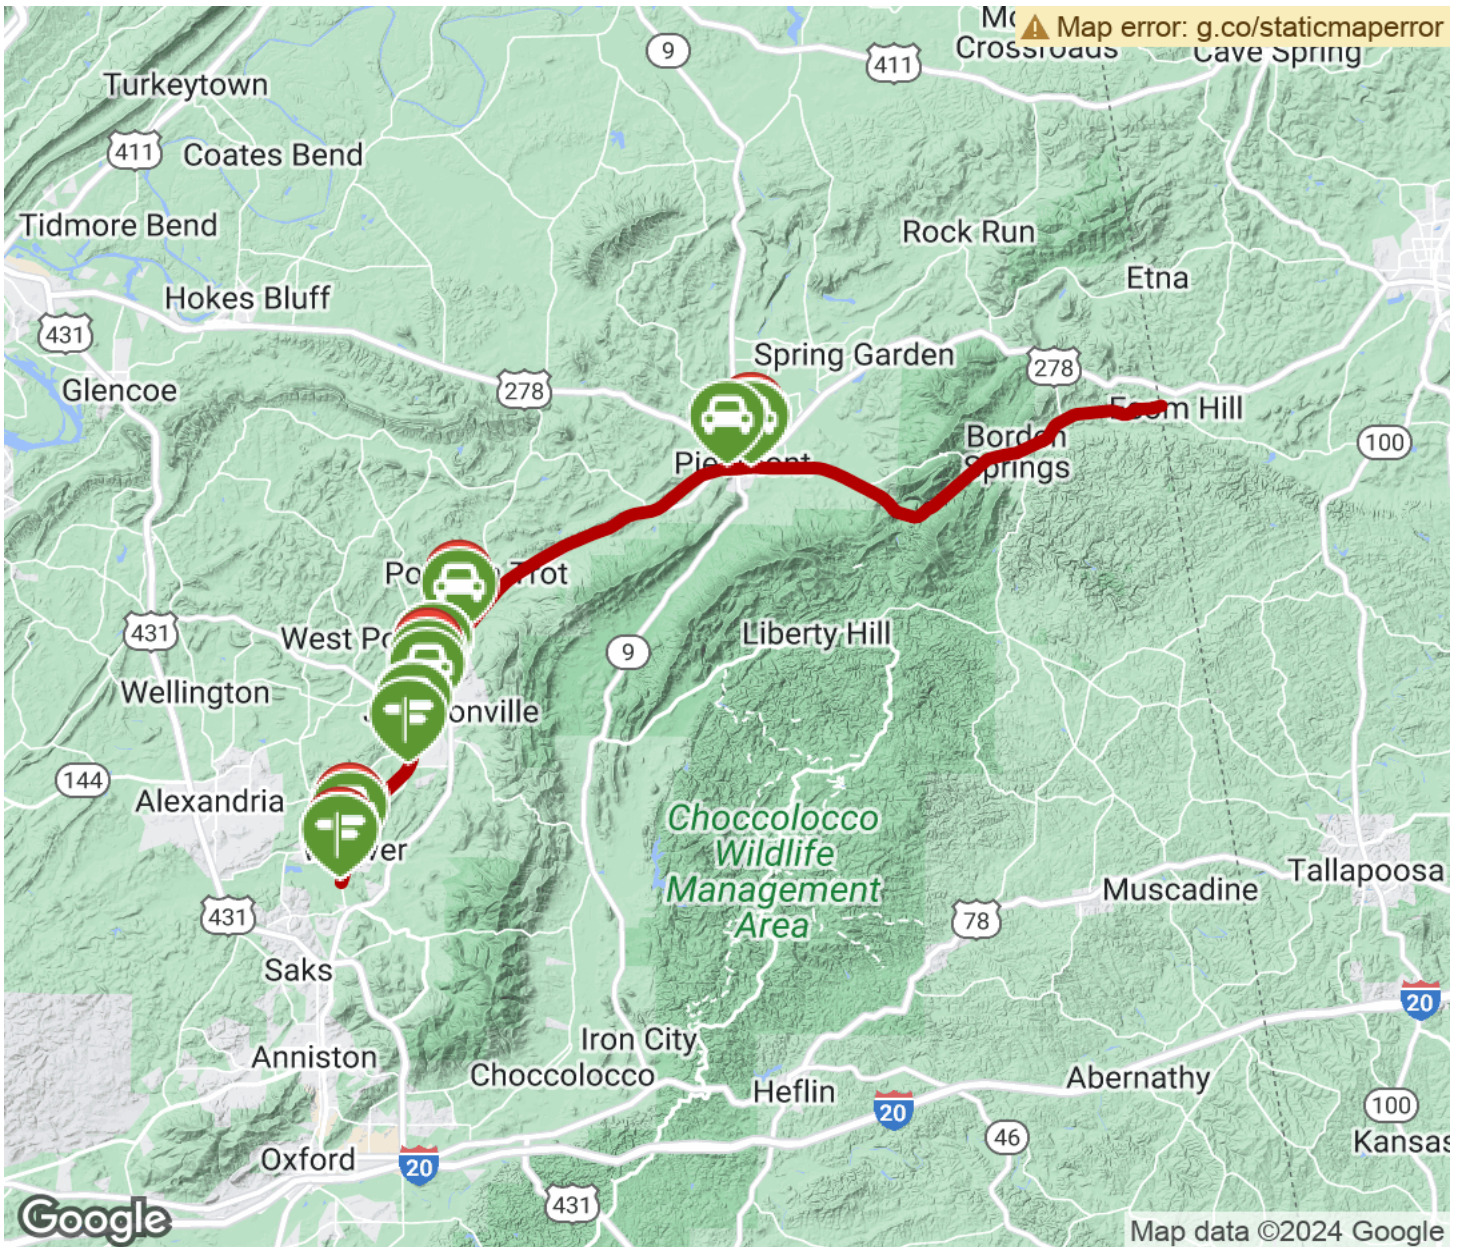 Map error: g.co/staticmaperror
Crossroads
Cave Spring
9
411
Turkeytown
411
Coates Bend
Tidmore Bend
Rock Run
Etna
Hokes Bluff
431
Spring Garden
278
278
Glencoe
Hill
100
Borden
Springs
431
Liberty Hill
9
Wellington
144
Alexandria
Choccolocco
Wildlife
Management
Area
Tallapoosa
Muscadine
431
78
Saks
20
Iron City
Anniston
Choccolocco
Heflin
Abernathy
20
100
46
Oxford
20
431
Google
Map data ©2024 Google